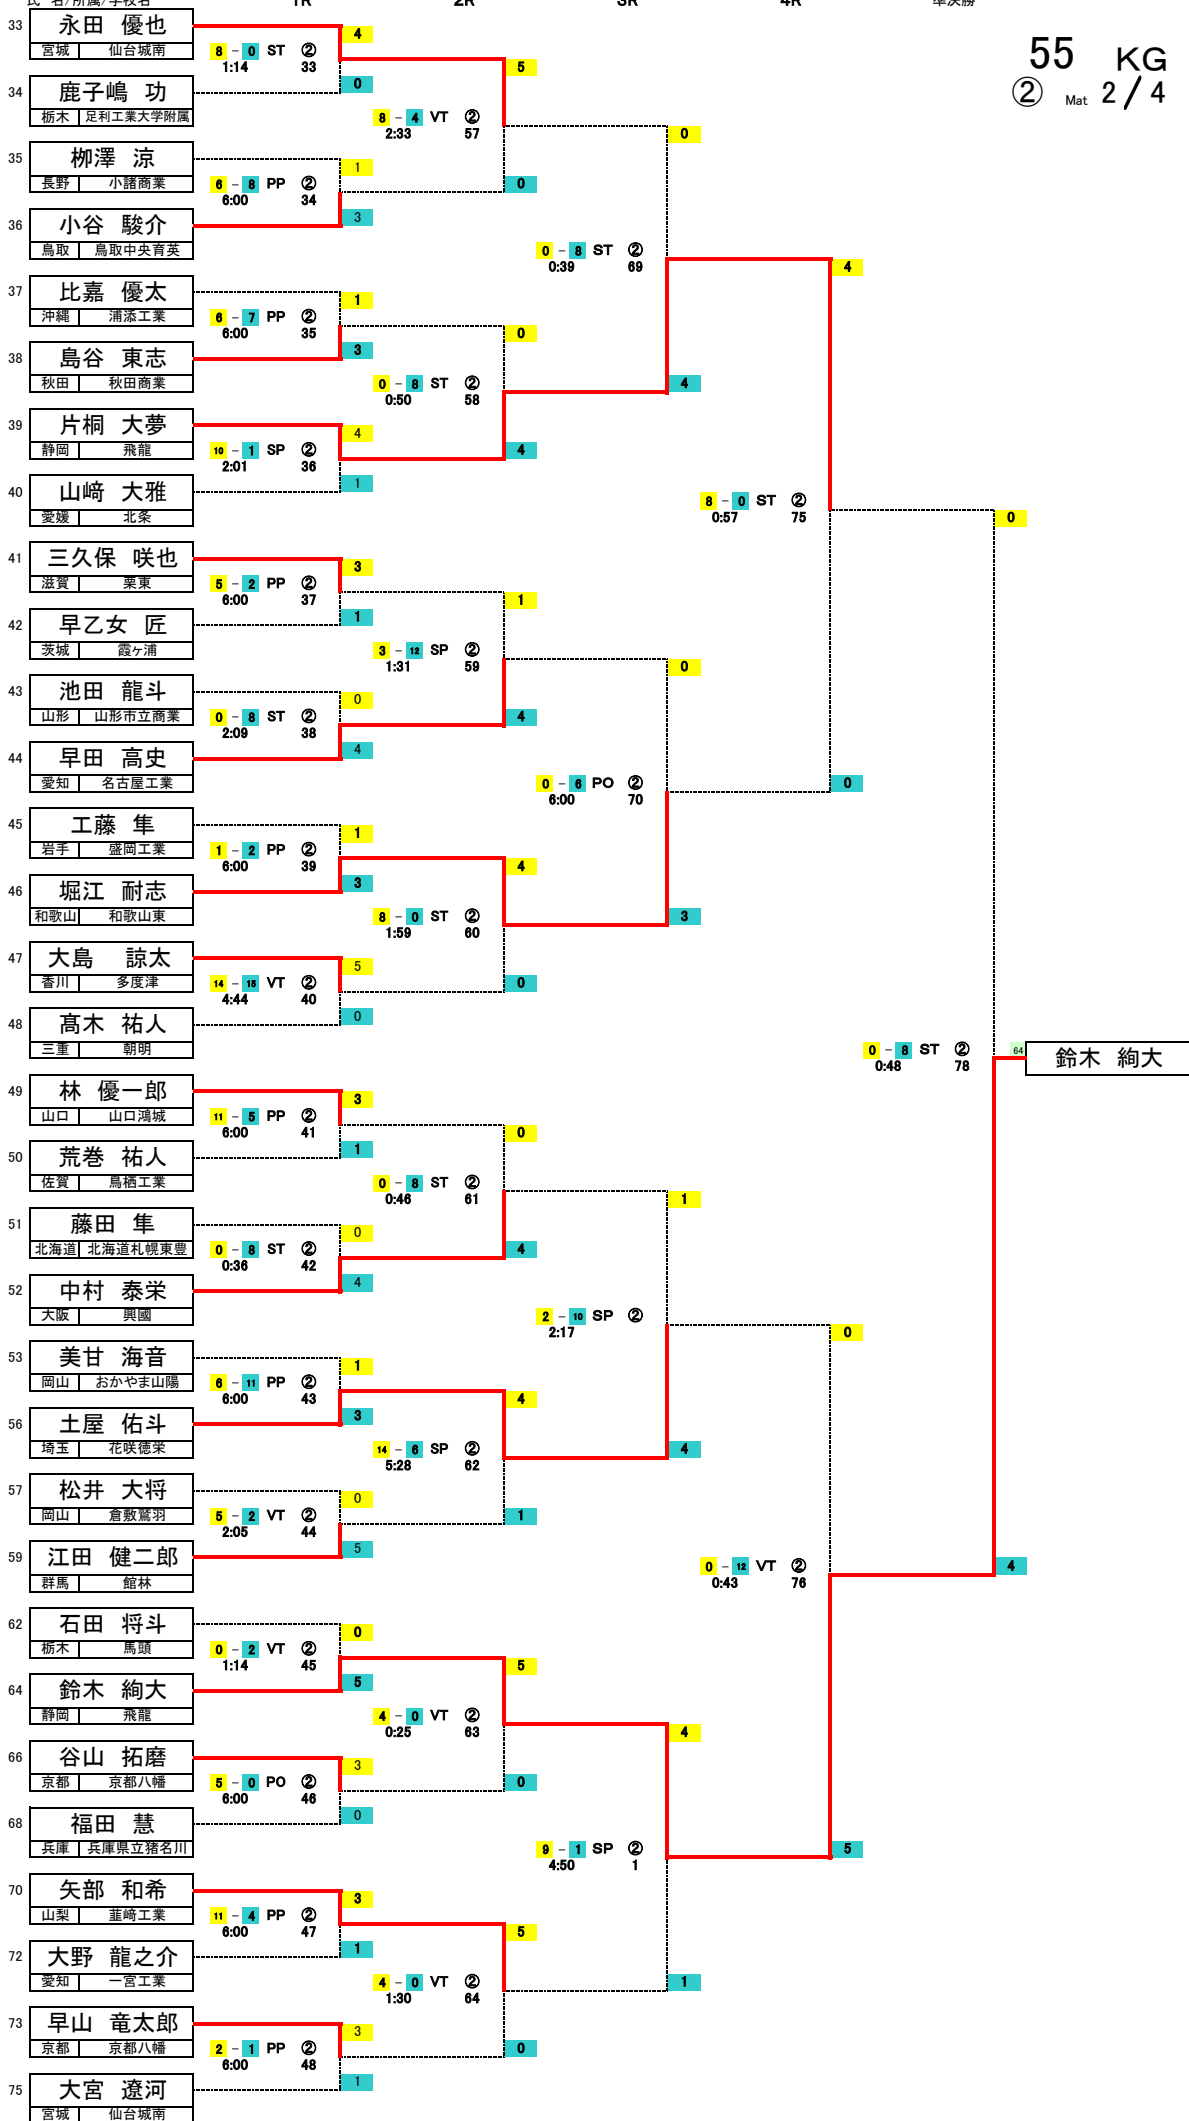 氏 名/所属/学校名 1R 2R 3R 4R 準決勝
55 KG
② Mat 2 / 4
33 永田 優也
宮城 仙台城南
8 - 0 ST ②
1:14 33
4
0
34 鹿子嶋 功
栃木 足利工業大学附属
5
8 - 4 VT ②
2:33 57
0
35 栁澤 涼
長野 小諸商業
6 - 8 PP ②
6:00 34
1
3
36 小谷 駿介
鳥取 鳥取中央育英
0
0 - 8 ST ②
0:39 69
4
37 比嘉 優太
沖縄 浦添工業
6 - 7 PP ②
6:00 35
1
3
38 島谷 東志
秋田 秋田商業
0
0 - 8 ST ②
0:50 58
4
39 片桐 大夢
静岡 飛龍
10 - 1 SP ②
2:01 36
4
1
40 山﨑 大雅
愛媛 北条
4
8 - 0 ST ②
0:57 75
0
41 三久保 咲也
滋賀 栗東
5 - 2 PP ②
6:00 37
3
1
42 早乙女 匠
茨城 霞ヶ浦
1
3 - 12 SP ②
1:31 59
4
43 池田 龍斗
山形 山形市立商業
0 - 8 ST ②
2:09 38
0
4
44 早田 高史
愛知 名古屋工業
0
0 - 6 PO ②
6:00 70
3
45 工藤 隼
岩手 盛岡工業
1 - 2 PP ②
6:00 39
1
3
46 堀江 耐志
和歌山 和歌山東
4
8 - 0 ST ②
1:59 60
0
47 大島 諒太
香川 多度津
14 - 15 VT ②
4:44 40
5
0
48 髙木 祐人
三重 朝明
0
0 - 8 ST ②
0:48 78
4
64 鈴木 絢大
49 林 優一郎
山口 山口鴻城
11 - 5 PP ②
6:00 41
3
1
50 荒巻 祐人
佐賀 鳥栖工業
0
0 - 8 ST ②
0:46 61
4
51 藤田 隼
北海道 北海道札幌東豊
0 - 8 ST ②
0:36 42
0
4
52 中村 泰栄
大阪 興國
1
2 - 10 SP ②
2:17
4
53 美甘 海音
岡山 おかやま山陽
6 - 11 PP ②
6:00 43
1
3
56 土屋 佑斗
埼玉 花咲徳栄
4
14 - 6 SP ②
5:28 62
1
57 松井 大将
岡山 倉敷鷲羽
5 - 2 VT ②
2:05 44
0
5
59 江田 健二郎
群馬 館林
0
0 - 12 VT ②
0:43 76
5
62 石田 将斗
栃木 馬頭
0 - 2 VT ②
1:14 45
0
5
64 鈴木 絢大
静岡 飛龍
5
4 - 0 VT ②
0:25 63
0
66 谷山 拓磨
京都 京都八幡
5 - 0 PO ②
6:00 46
3
0
68 福田 慧
兵庫 兵庫県立猪名川
4
9 - 1 SP ②
4:50 1
1
70 矢部 和希
山梨 韮崎工業
11 - 4 PP ②
6:00 47
3
1
72 大野 龍之介
愛知 一宮工業
5
4 - 0 VT ②
1:30 64
0
73 早山 竜太郎
京都 京都八幡
2 - 1 PP ②
6:00 48
3
1
75 大宮 遼河
宮城 仙台城南